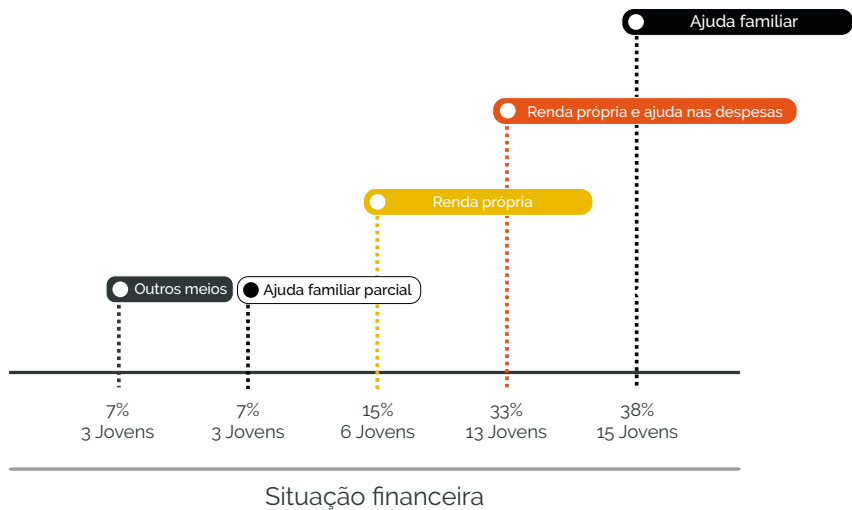 Ajuda familiar
Renda própria e ajuda nas despesas
Renda própria
Outros meios
Ajuda familiar parcial
7%
3 Jovens
7%
3 Jovens
15%
6 Jovens
33%
13 Jovens
38%
15 Jovens
Situação financeira